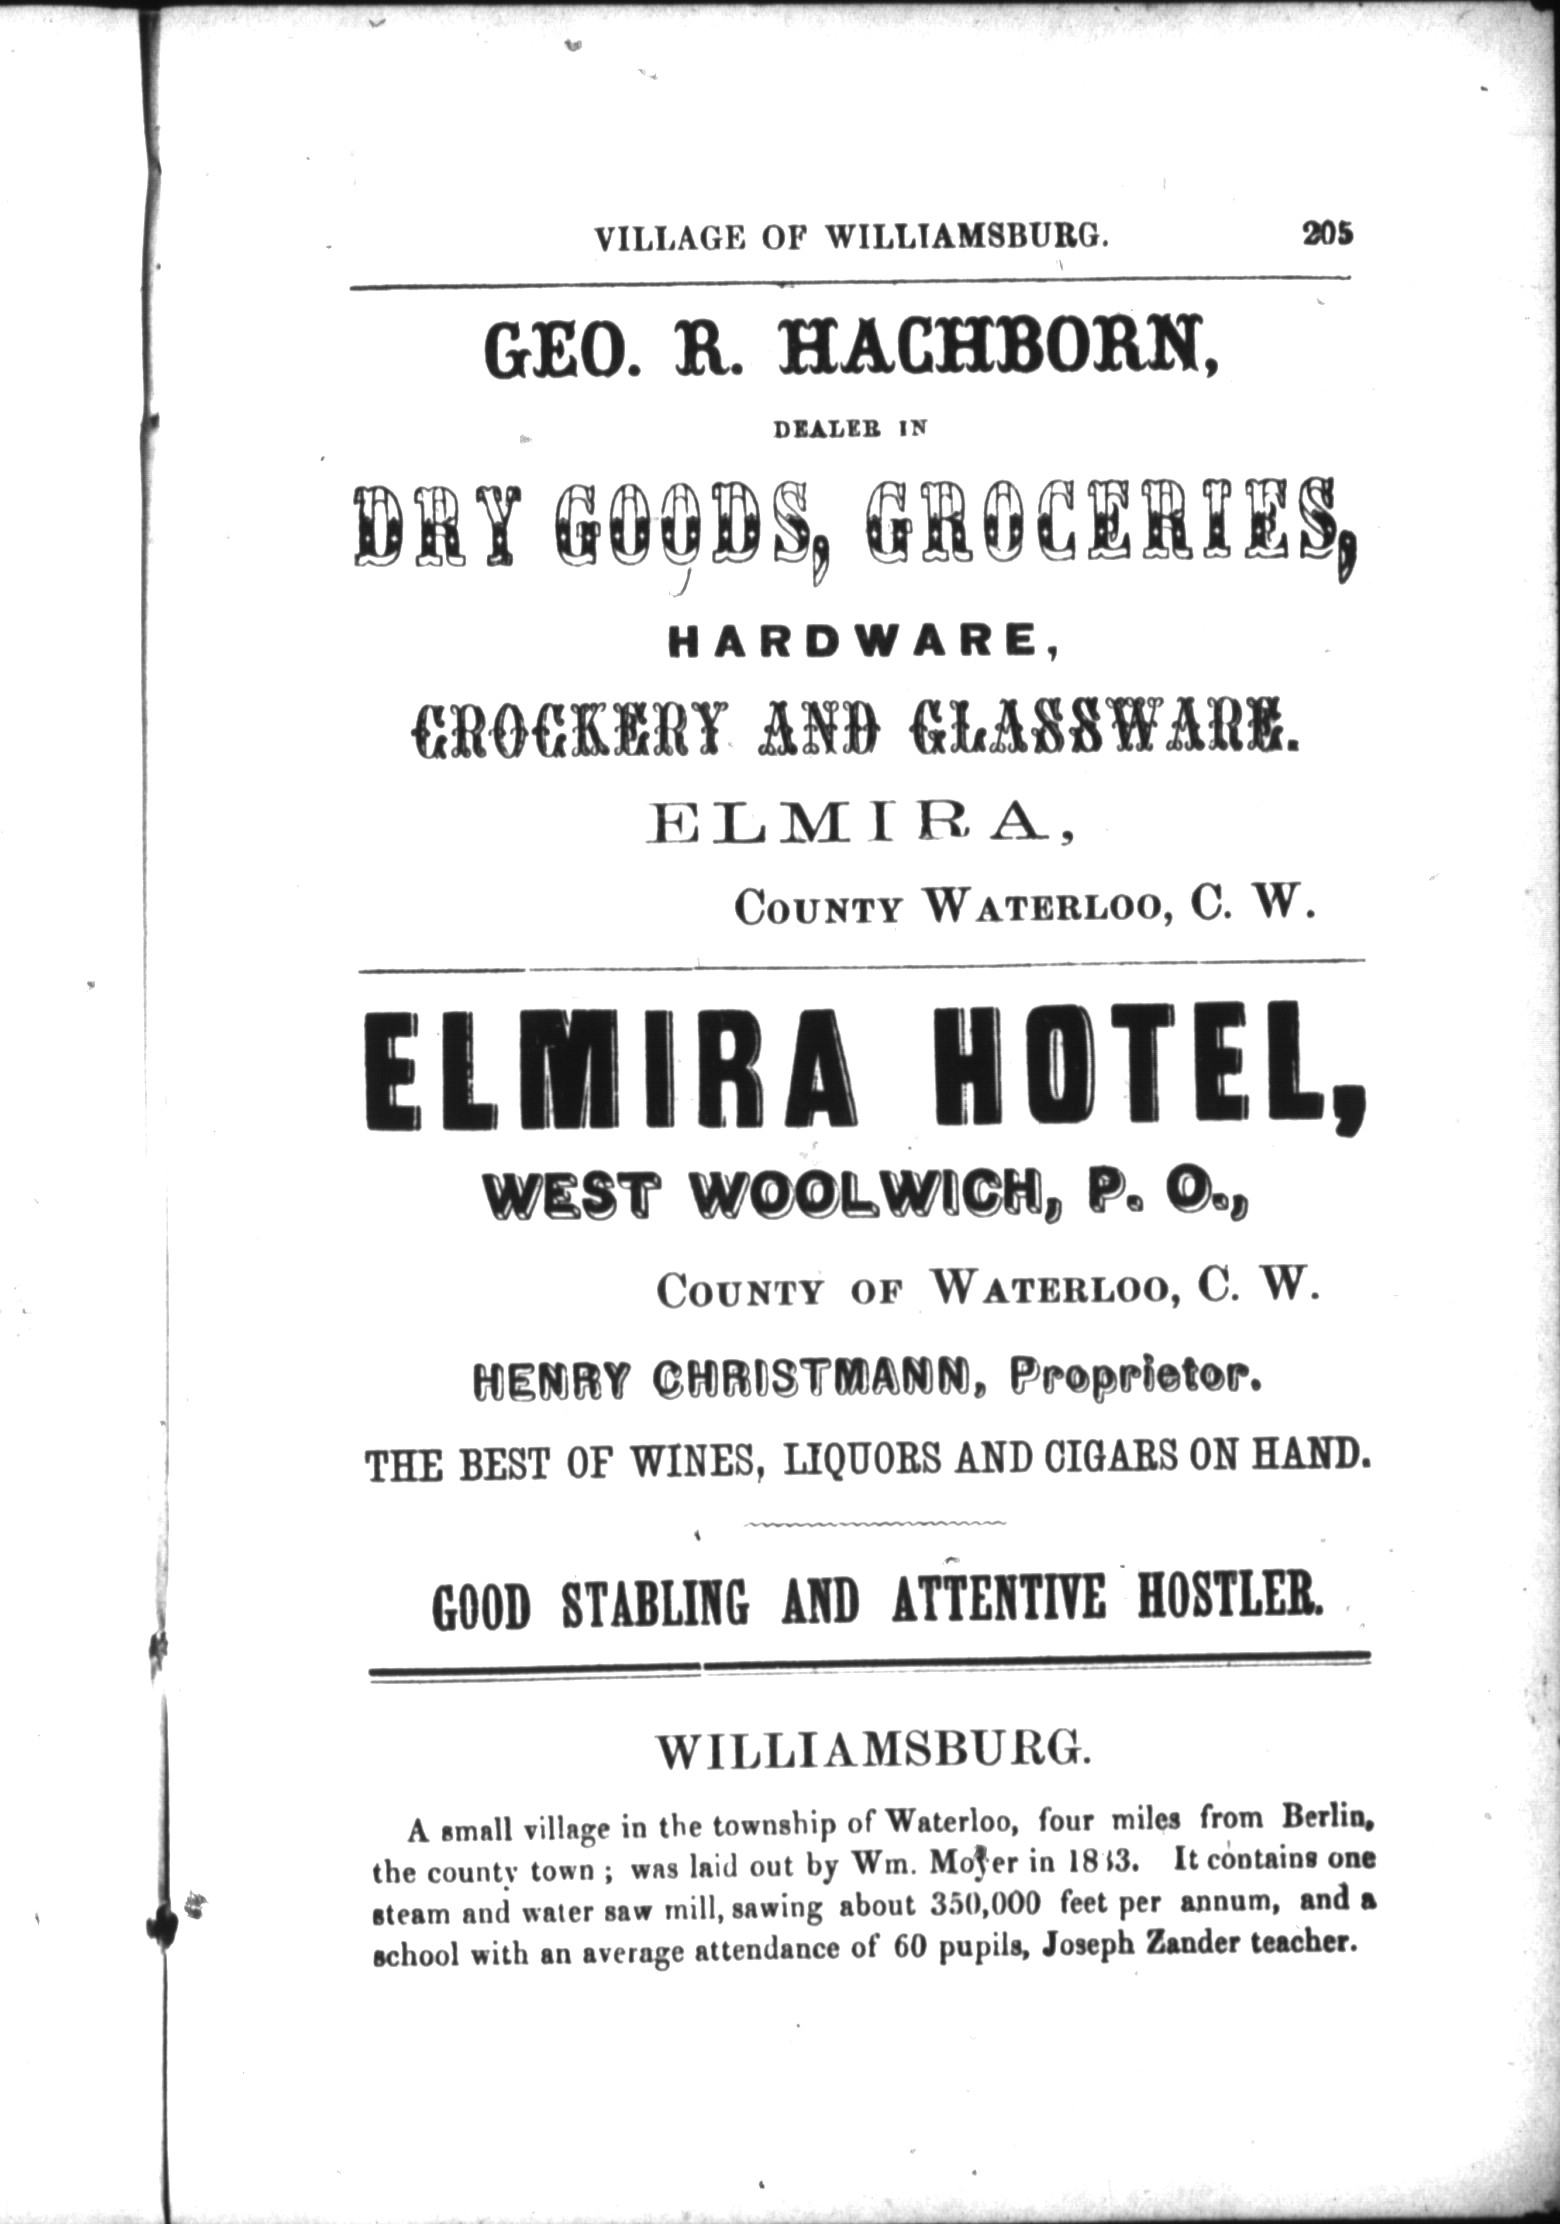 VILLAGE OF WILLIAMSBURG. 205
GEO. R. HACHBORN,
DEALER IN
DRY GOODS, GROCERIES,
HARDWARE,
CROCKERY AND GLASSWARE.
ELMIRA,
COUNTY WATERLOO, C. W.
ELMIRA HOTEL,
WEST WOOLWICH, P. O.,
COUNTY OF WATERLOO, C. W.
HENRY CHRISTMANN, Proprietor.
THE BEST OF WINES, LIQUORS AND CIGARS ON HAND.
GOOD STABLING AND ATTENTIVE HOSTLER.
WILLIAMSBURG.
A small village in the township of Waterloo, four miles from Berlin,
the county town ; was laid out by Wm. Moyer in It contains one
steam and water saw mill, sawing about 350,000 feet per annum, and a
school with an average attendance of 60 pupils, Joseph Zander teacher.